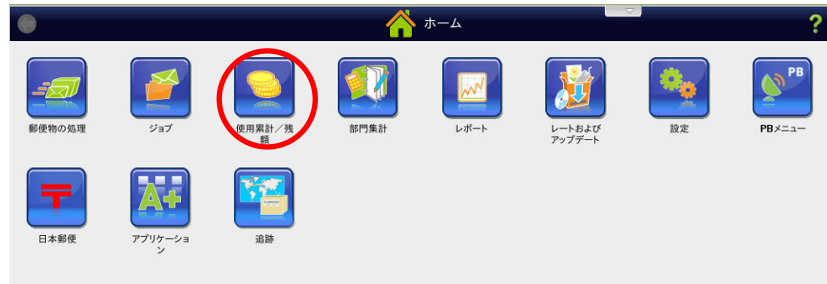 ホーム
?
PB
郵便物の処理
ジョブ
使用累計／残
額
部門集計
レポート
レートおよび
アップデート
設定
PBメニュー
A+
日本郵便
アプリケーショ
ン
追跡